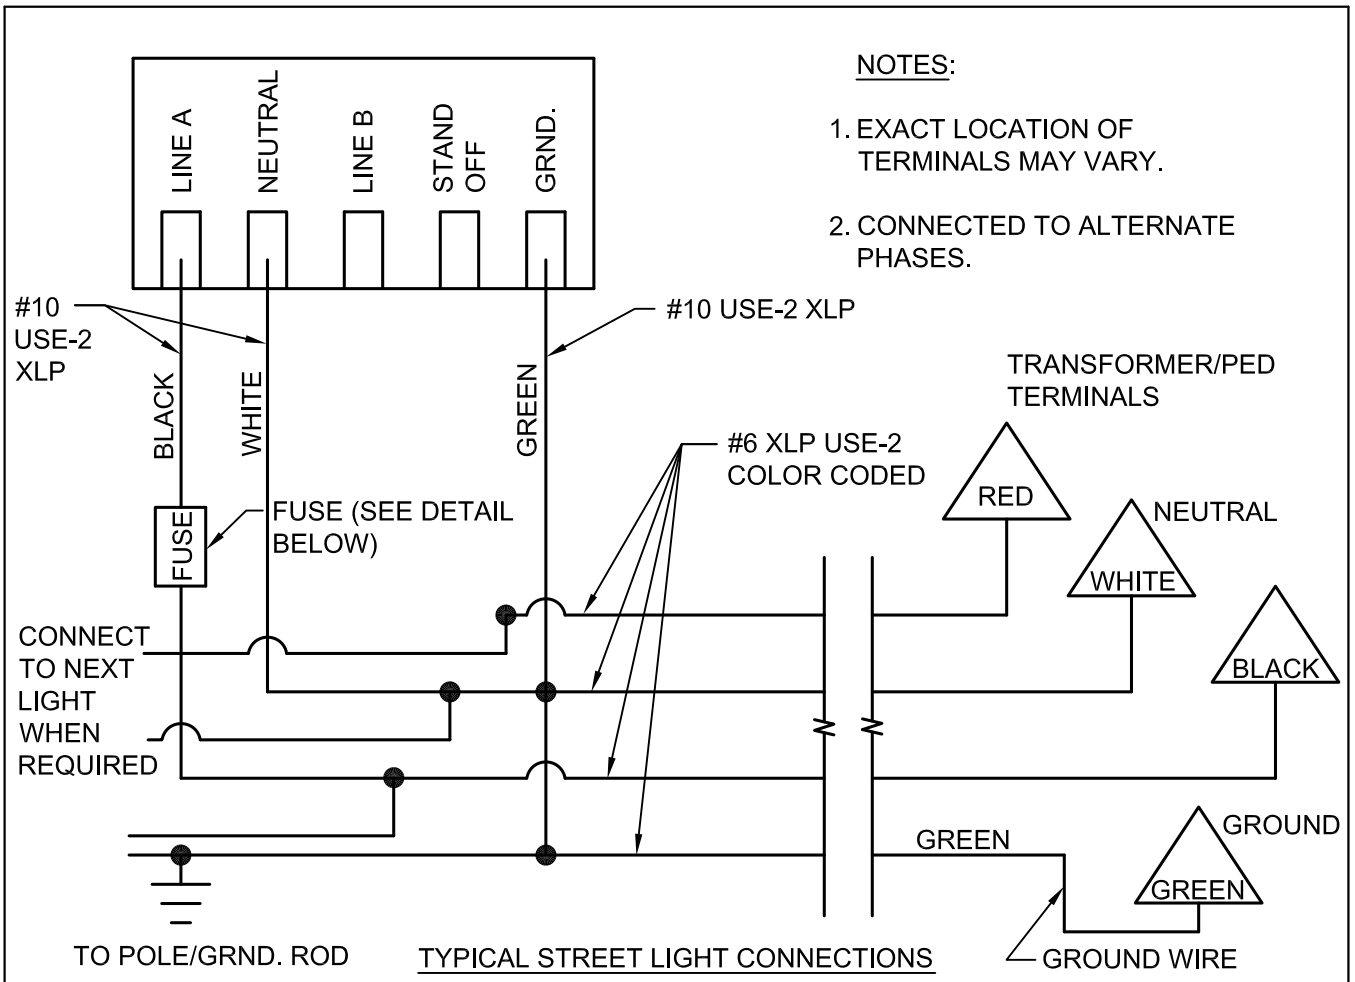 LINE A
NEUTRAL
LINE B
STAND
OFF
GRND.
NOTES:
1. EXACT LOCATION OF
TERMINALS MAY VARY.
2. CONNECTED TO ALTERNATE
PHASES.
#10
USE-2
XLP
#10 USE-2 XLP
BLACK
WHITE
GREEN
TRANSFORMER/PED
TERMINALS
#6 XLP USE-2
COLOR CODED
RED
FUSE
FUSE (SEE DETAIL
BELOW)
NEUTRAL
WHITE
CONNECT
TO NEXT
LIGHT
WHEN
REQUIRED
BLACK
GREEN
GROUND
GREEN
TO POLE/GRND. ROD
TYPICAL STREET LIGHT CONNECTIONS
GROUND WIRE